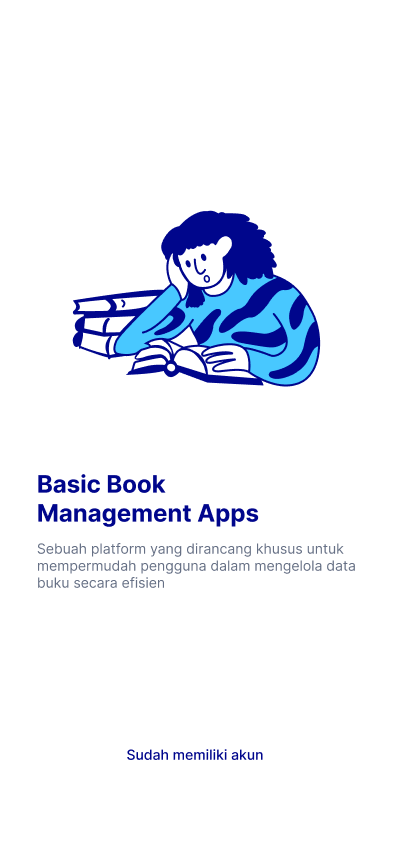 Basic Book
Management Apps
Sebuah platform yang dirancang khusus untuk
mempermudah pengguna dalam mengelola data
buku secara efisien
Sudah memiliki akun